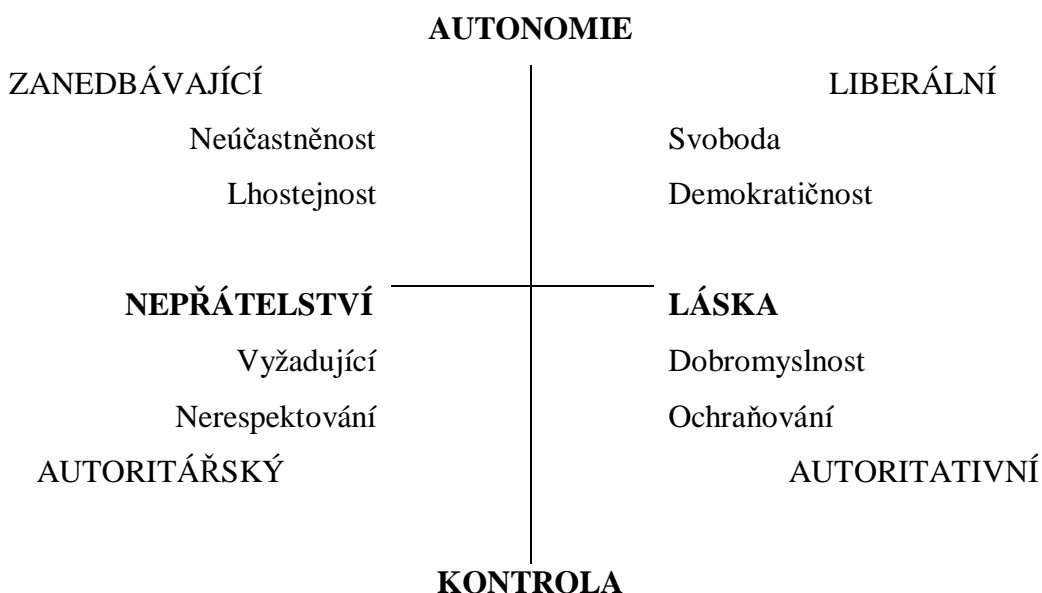 AUTONOMIE
ZANEDBÁVAJÍCÍ LIBERÁLNÍ
Neúčastněnost Svoboda
Lhostejnost Demokratičnost
NEPŘÁTELSTVÍ LÁSKA
Vyžadující Dobromyslnost
Nerespektování Ochraňování
AUTORITÁŘSKÝ AUTORITATIVNÍ
KONTROLA